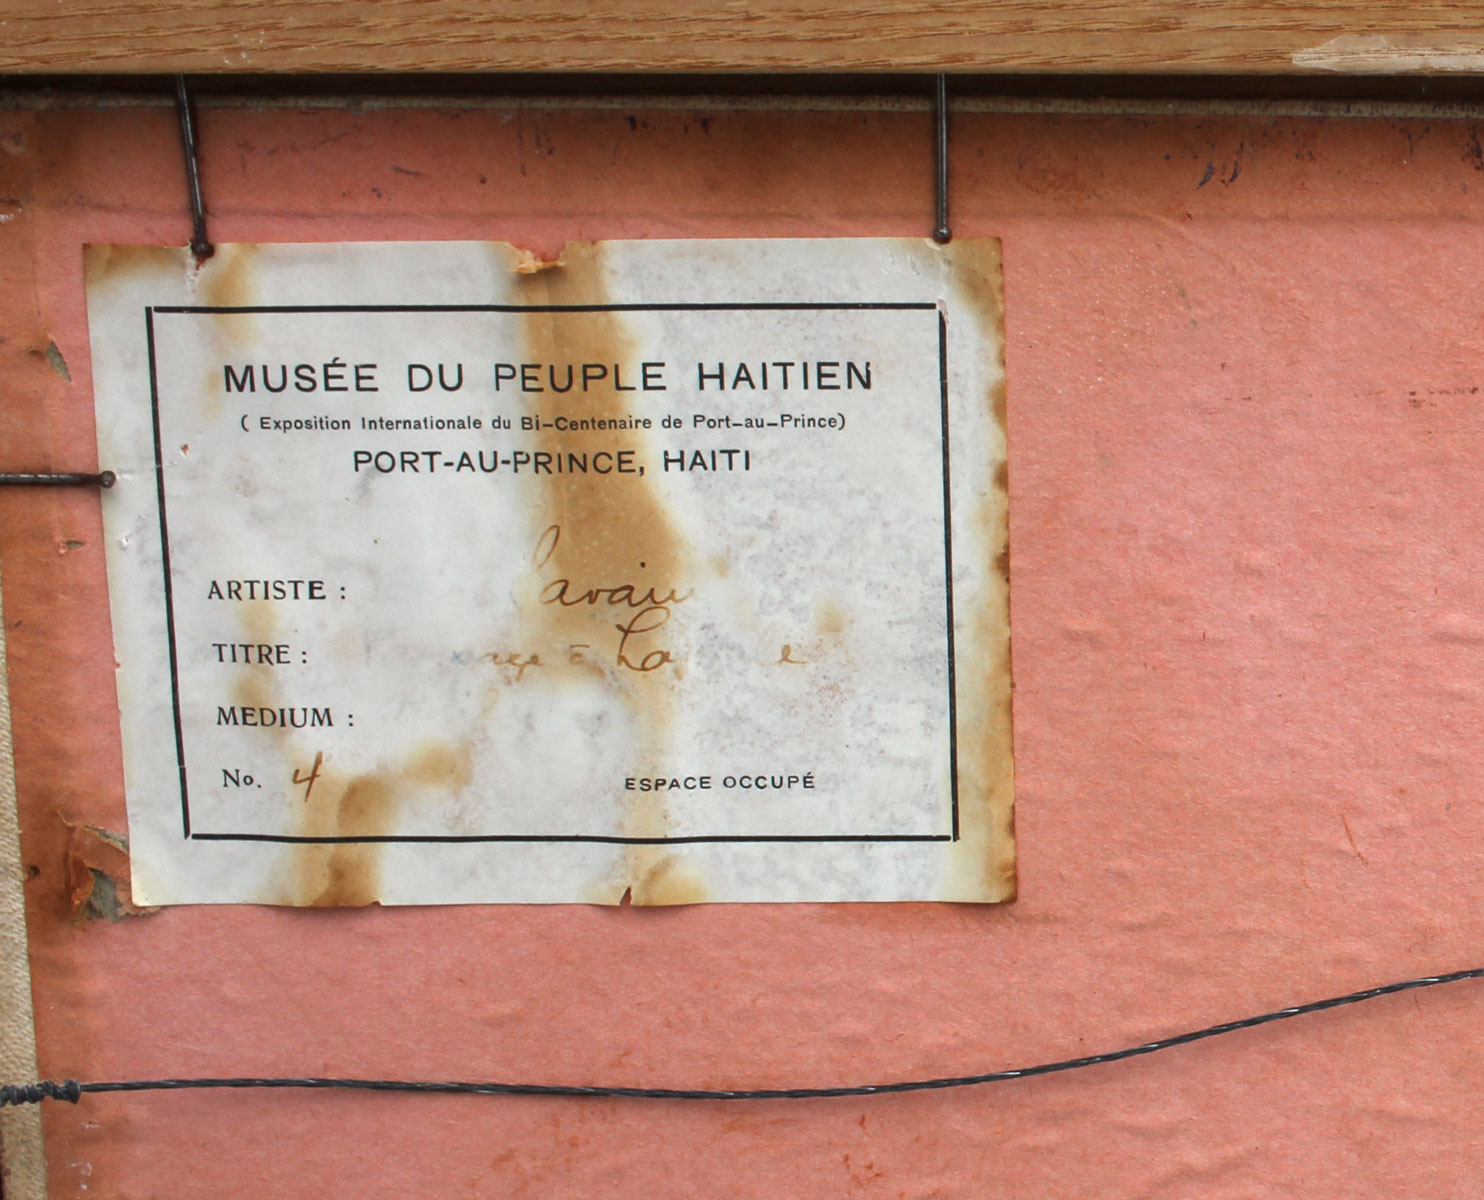 MUSÉE DU PEUPLE HAITIEN
( Exposition Internationale du Bi-Centenaire de Port-au-Prince)
PORT-AU-PRINCE, HAITI
ARTISTE :
TITRE : à
MEDIUM :
No. 4 ESPACE OCCUPÉ